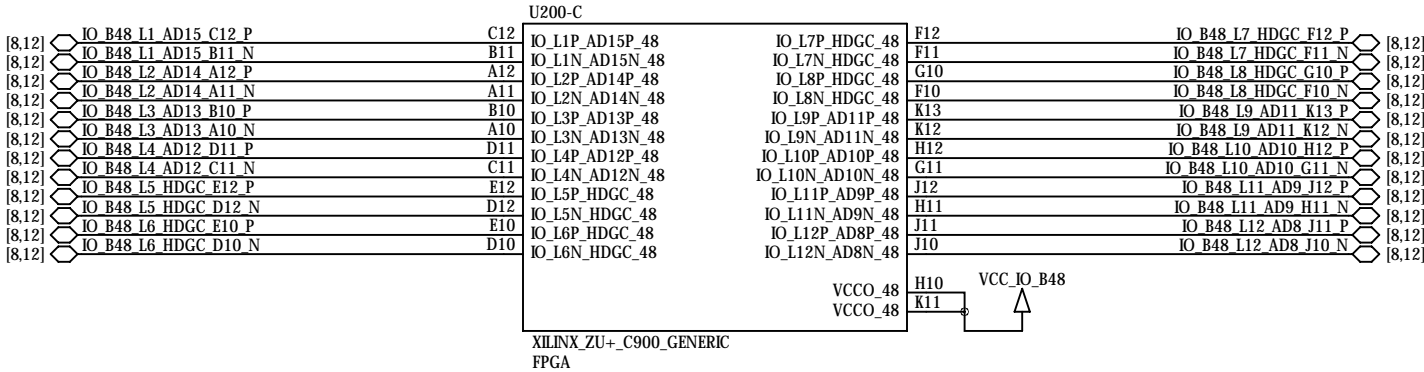 U200-C
[8,12] IO_B48_L1_AD15_C12_P C12 IO_L1P_AD15P_48 IO_L7P_HDGC_48 F12 IO_B48_L7_HDGC_F12_P [8,12]
[8,12] IO_B48_L1_AD15_B11_N B11 IO_L1N_AD15N_48 IO_L7N_HDGC_48 F11 IO_B48_L7_HDGC_F11_N [8,12]
[8,12] IO_B48_L2_AD14_A12_P A12 IO_L2P_AD14P_48 IO_L8P_HDGC_48 G10 IO_B48_L8_HDGC_G10_P [8,12]
[8,12] IO_B48_L2_AD14_A11_N A11 IO_L2N_AD14N_48 IO_L8N_HDGC_48 F10 IO_B48_L8_HDGC_F10_N [8,12]
[8,12] IO_B48_L3_AD13_B10_P B10 IO_L3P_AD13P_48 IO_L9P_AD11P_48 K13 IO_B48_L9_AD11_K13_P [8,12]
[8,12] IO_B48_L3_AD13_A10_N A10 IO_L3N_AD13N_48 IO_L9N_AD11N_48 K12 IO_B48_L9_AD11_K12_N [8,12]
[8,12] IO_B48_L4_AD12_D11_P D11 IO_L4P_AD12P_48 IO_L10P_AD10P_48 H12 IO_B48_L10_AD10_H12_P [8,12]
[8,12] IO_B48_L4_AD12_C11_N C11 IO_L4N_AD12N_48 IO_L10N_AD10N_48 G11 IO_B48_L10_AD10_G11_N [8,12]
[8,12] IO_B48_L5_HDGC_E12_P E12 IO_L5P_HDGC_48 IO_L11P_AD9P_48 J12 IO_B48_L11_AD9_J12_P [8,12]
[8,12] IO_B48_L5_HDGC_D12_N D12 IO_L5N_HDGC_48 IO_L11N_AD9N_48 H11 IO_B48_L11_AD9_H11_N [8,12]
[8,12] IO_B48_L6_HDGC_E10_P E10 IO_L6P_HDGC_48 IO_L12P_AD8P_48 J11 IO_B48_L12_AD8_J11_P [8,12]
[8,12] IO_B48_L6_HDGC_D10_N D10 IO_L6N_HDGC_48 IO_L12N_AD8N_48 J10 IO_B48_L12_AD8_J10_N [8,12]
VCCO_48 H10 VCC_IO_B48
VCCO_48 K11
XILINX_ZU+_C900_GENERIC
FPGA